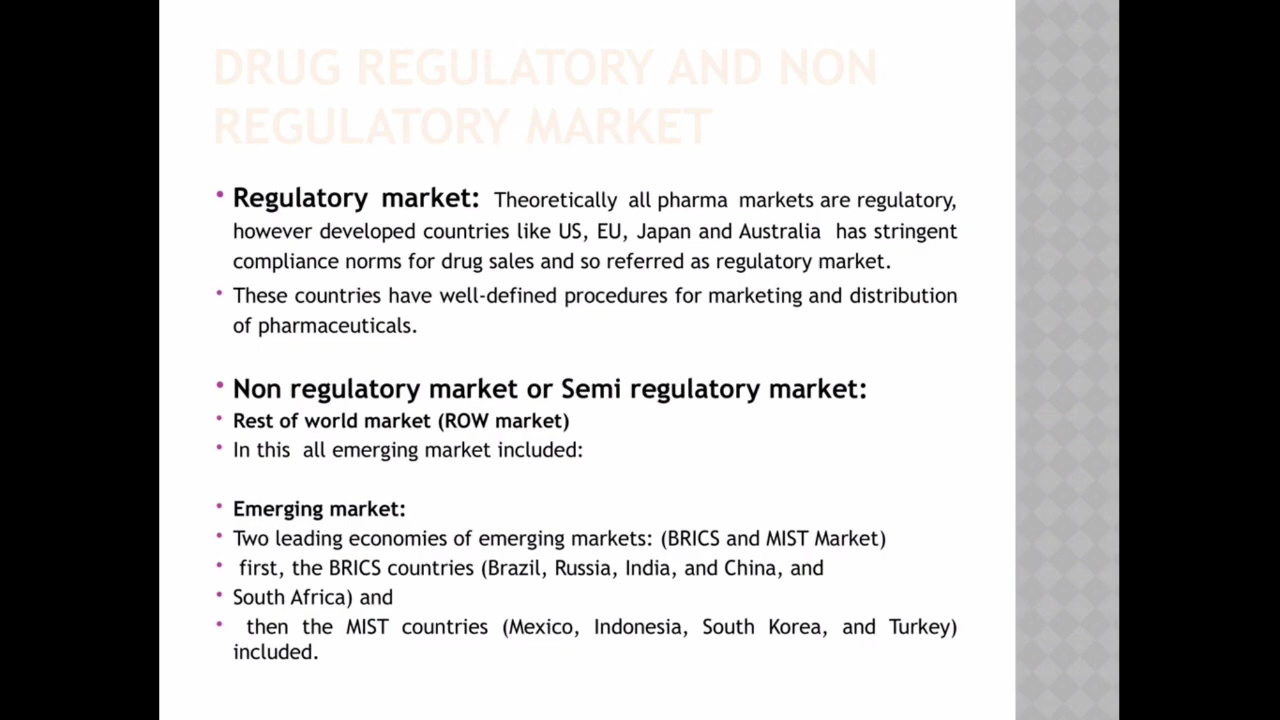 DRUG REGULATORY AND NON
REGULATORY MARKET
• Regulatory market: Theoretically all pharma markets are regulatory,
however developed countries like US, EU, Japan and Australia has stringent
compliance norms for drug sales and so referred as regulatory market.
• These countries have well-defined procedures for marketing and distribution
of pharmaceuticals.
• Non regulatory market or Semi regulatory market:
• Rest of world market (ROW market)
• In this all emerging market included:
• Emerging market:
• Two leading economies of emerging markets: (BRICS and MIST Market)
• first, the BRICS countries (Brazil, Russia, India, and China, and
• South Africa) and
• then the MIST countries (Mexico, Indonesia, South Korea, and Turkey)
included.